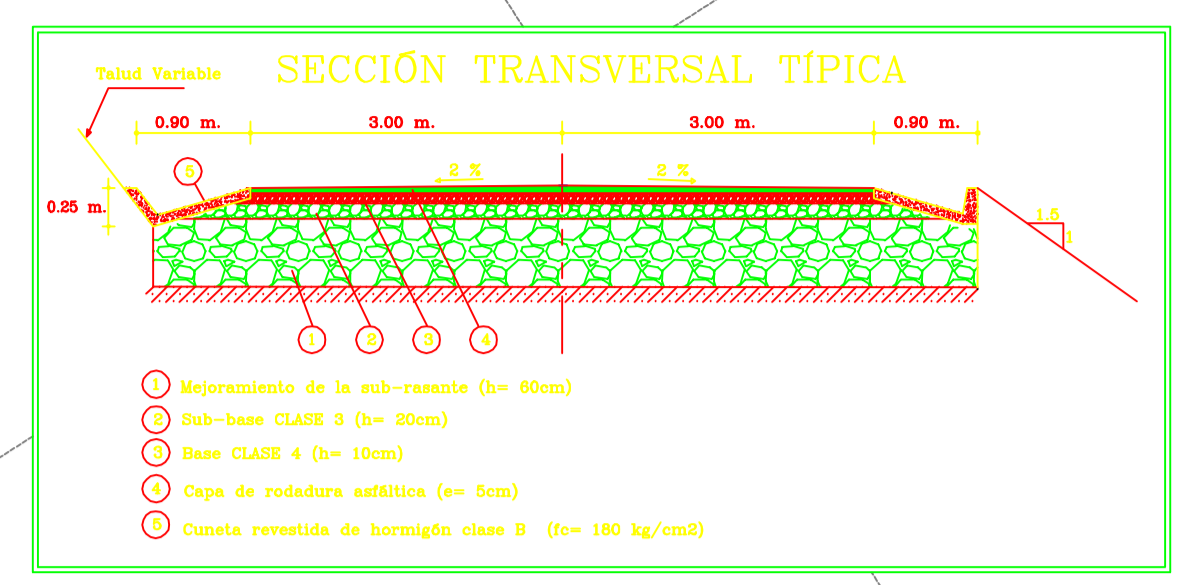 SECCIÓN TRANSVERSAL TÍPICA
Talud Variable
0.90 m.
3.00 m.
3.00 m.
0.90 m.
5
2 %
2 %
0.25 m.
1.5
1
1
2
3
4
1 Mejoramiento de la sub-rasante (h= 60cm)
2 Sub-base CLASE 3 (h= 20cm)
3 Base CLASE 4 (h= 10cm)
4 Capa de rodadura asfáltica (e= 5cm)
5 Cuneta revestida de hormigón clase B (fc= 180 kg/cm2)